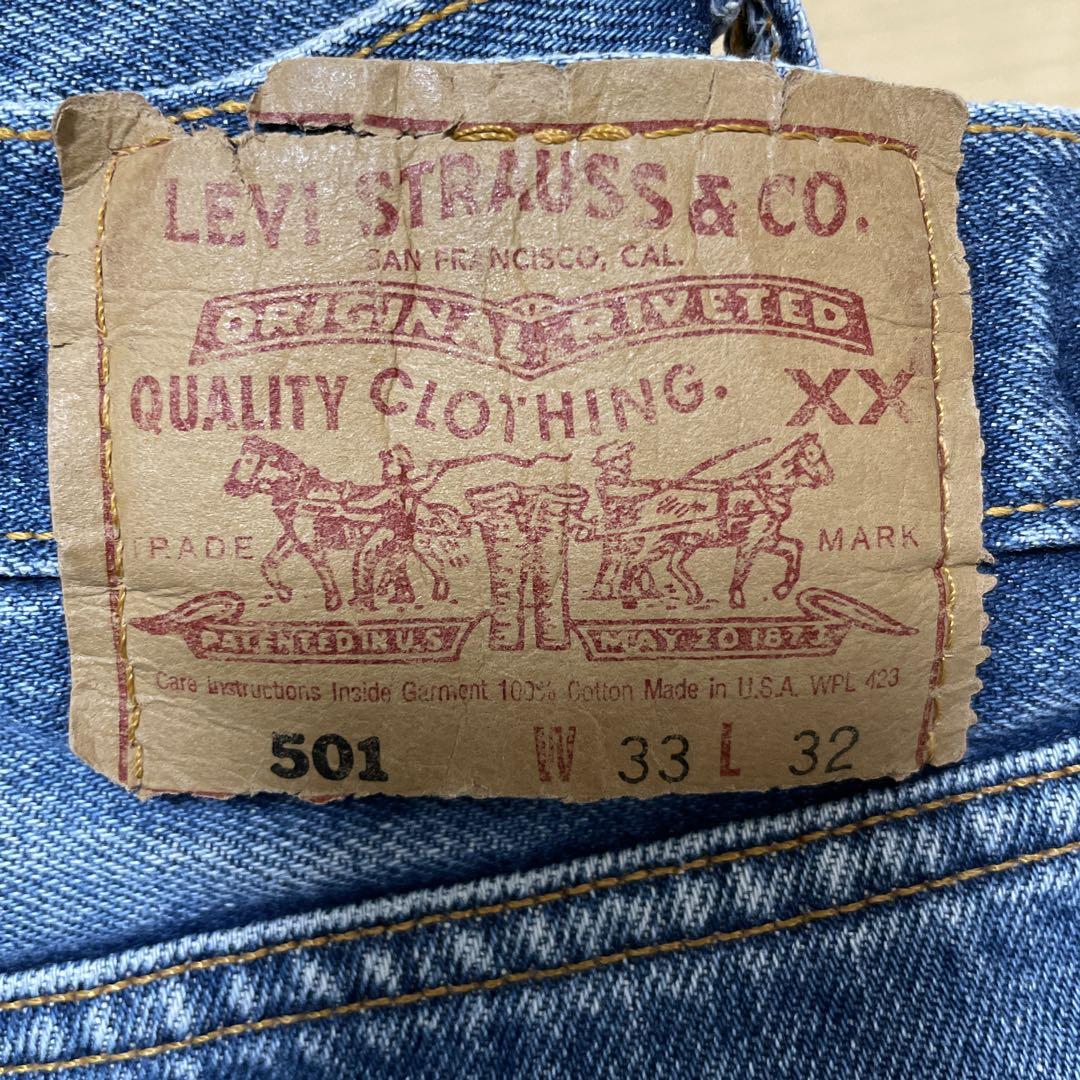 LEVI STRAUSS & CO.
SAN FRANCISCO, CAL.
ORIGINAL RIVETED
QUALITY CLOTHING. XX
TRADE MARK
PATENTED IN U.S MAY 20 1873
Care Instructions Inside Garment 100% Cotton Made in U.S.A. WPL 423
501 W 33 L 32